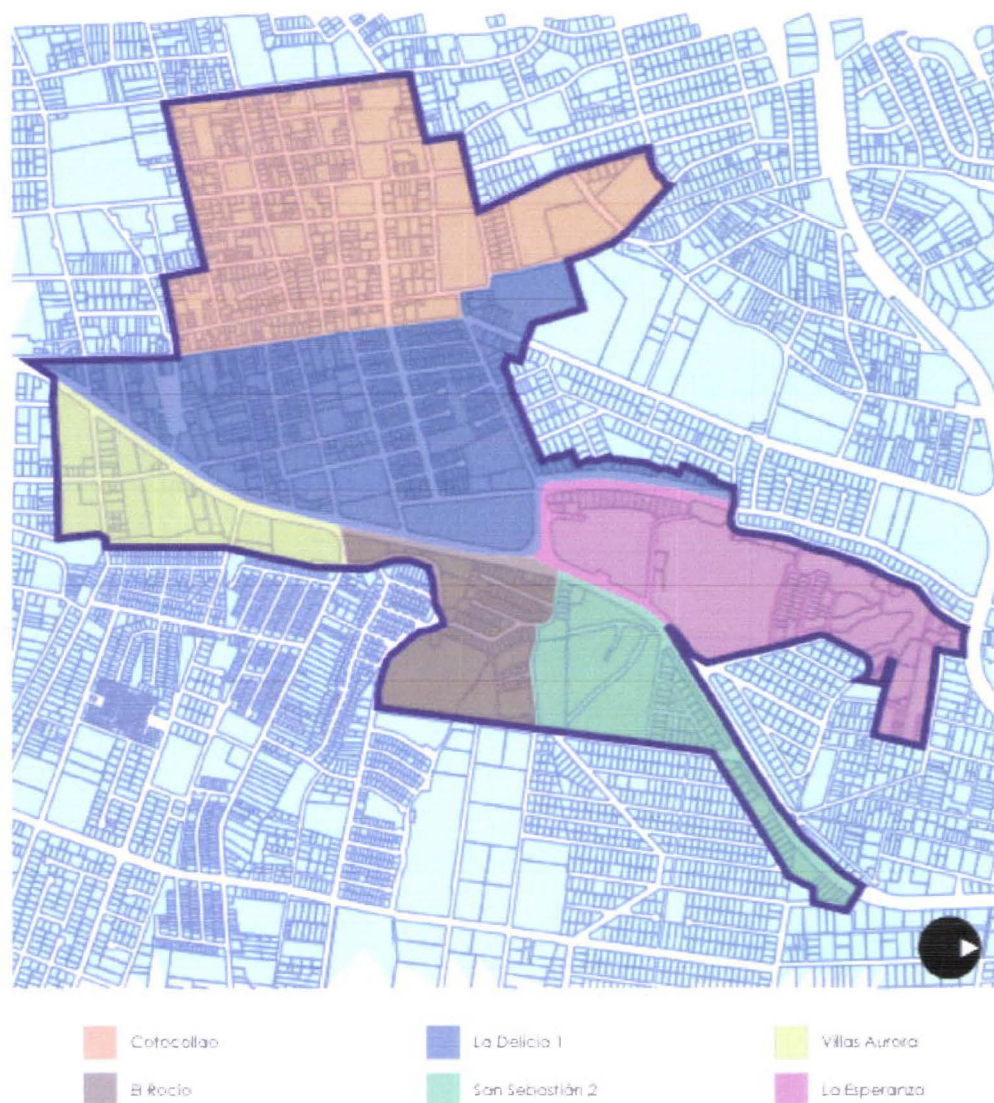 Cotocollao
La Delicia 1
Villas Aurora
El Rocío
San Sebastián 2
La Esperanza